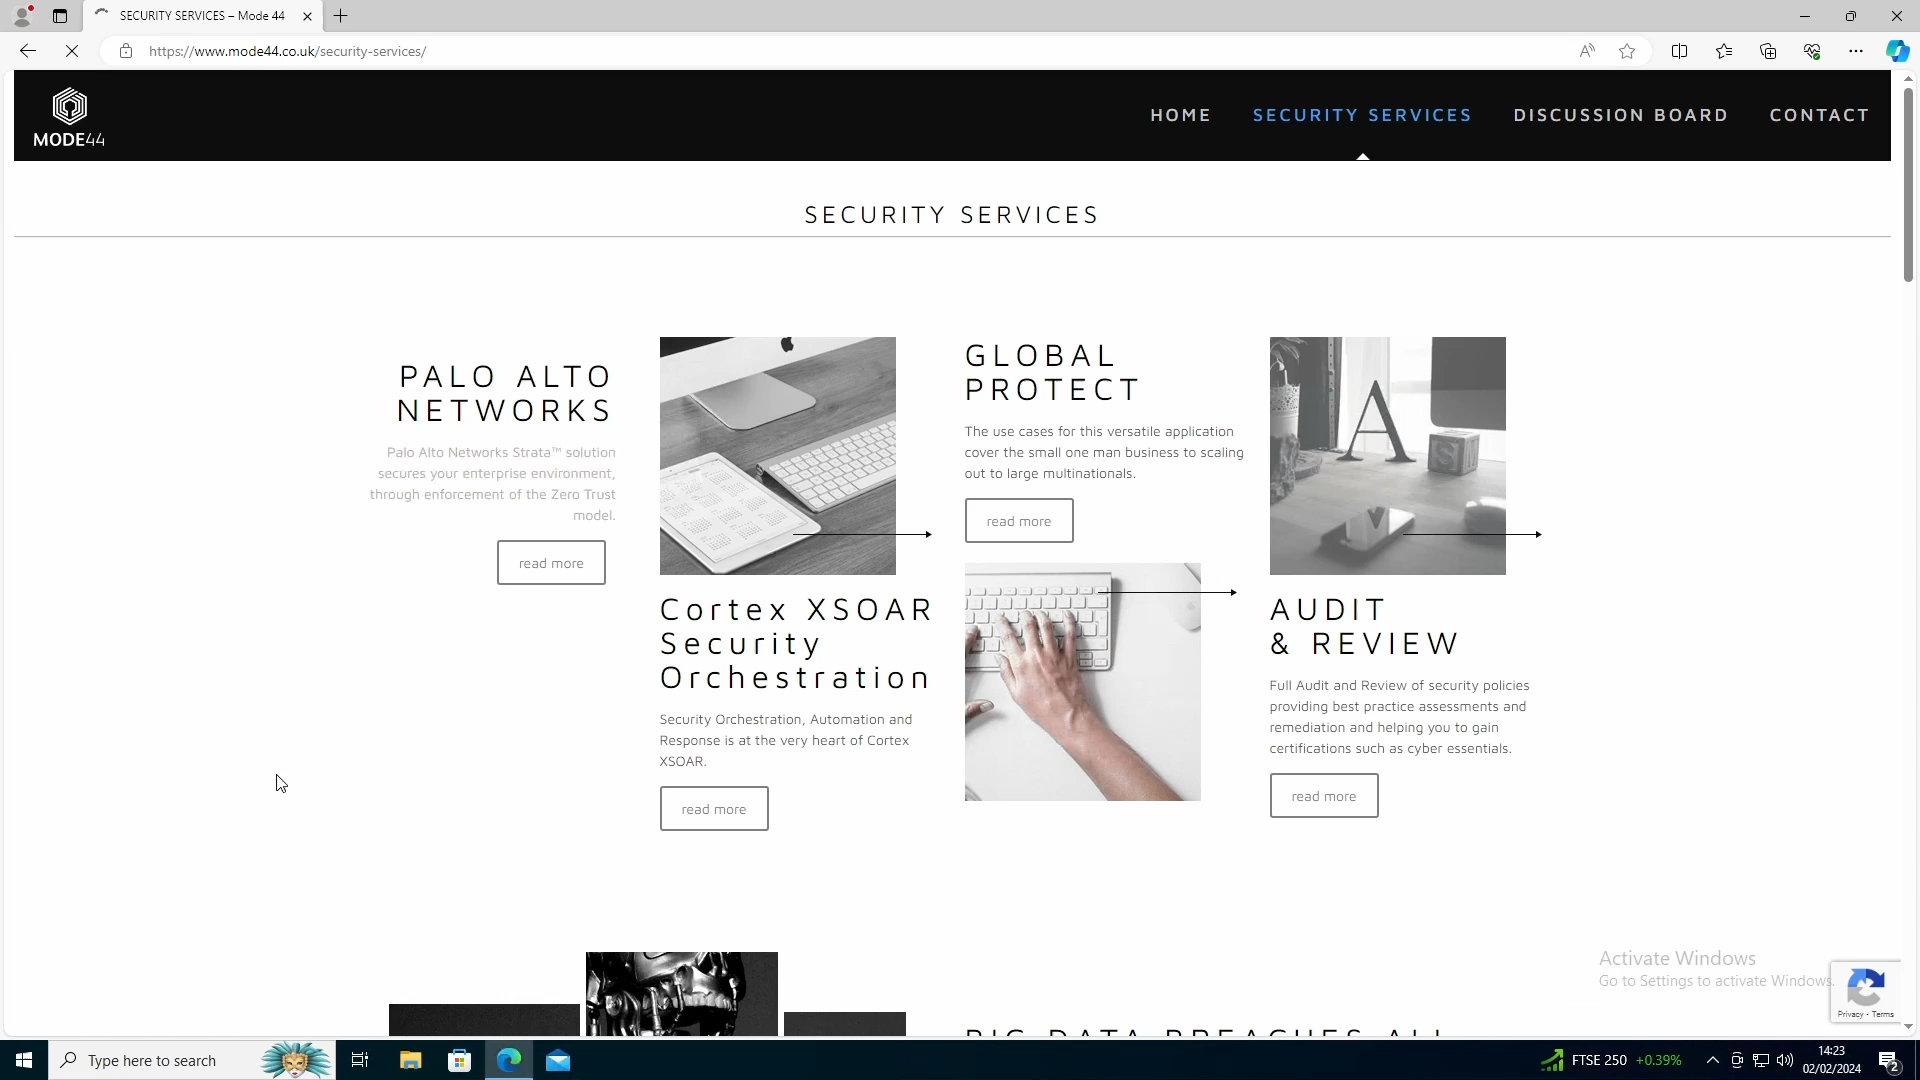 SECURITY SERVICES – Mode 44
https://www.mode44.co.uk/security-services/
MODE44
HOME
SECURITY SERVICES
DISCUSSION BOARD
CONTACT
SECURITY SERVICES
PALO ALTO
NETWORKS
Palo Alto Networks Strata™ solution
secures your enterprise environment,
through enforcement of the Zero Trust
model.
read more
Cortex XSOAR
Security
Orchestration
Security Orchestration, Automation and
Response is at the very heart of Cortex
XSOAR.
read more
GLOBAL
PROTECT
The use cases for this versatile application
cover the small one man business to scaling
out to large multinationals.
read more
A
S
AUDIT
& REVIEW
Full Audit and Review of security policies
providing best practice assessments and
remediation and helping you to gain
certifications such as cyber essentials.
read more
BIG DATA BREACHES ALL
Activate Windows
Go to Settings to activate Windows.
Privacy - Terms
Type here to search
FTSE 250 +0.39%
14:23
02/02/2024
2